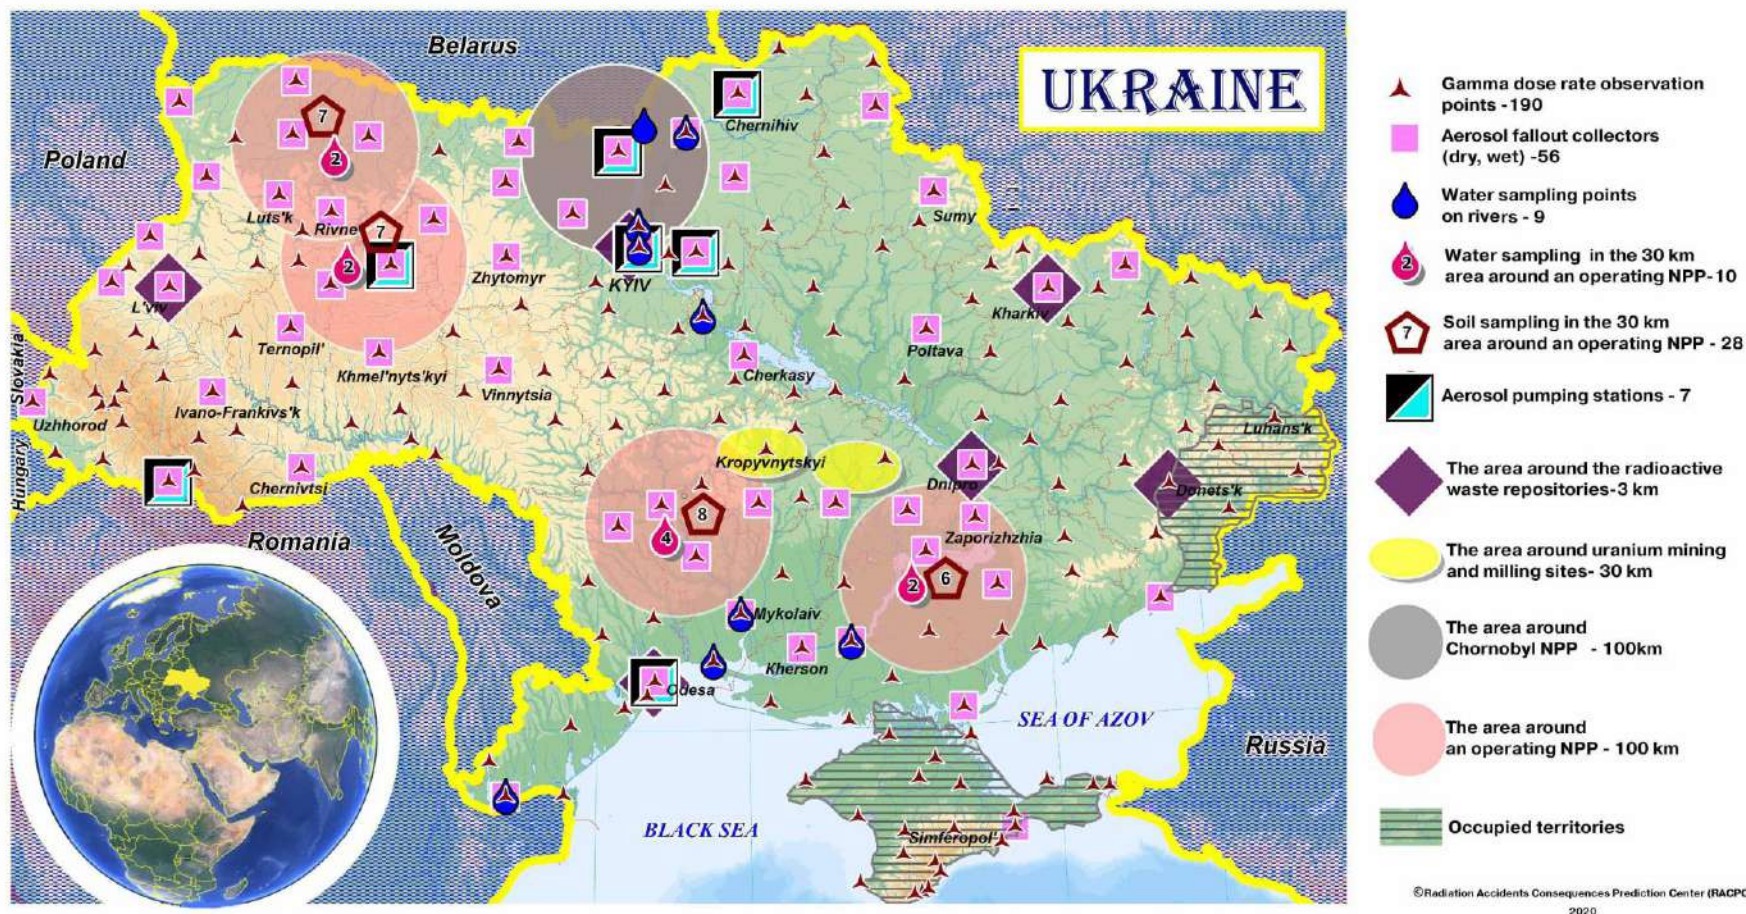 Belarus
UKRAINE
Poland
Chernihiv
7
2
Luts'k
Rivne
7
2
Sumy
Zhytomyr
KYIV
L'viv
Kharkiv
Ternopil'
Khmel'nyts'kyi
Poltava
Cherkasy
Slovakia
Vinnytsia
Ivano-Frankivs'k
Uzhhorod
Luhans'k
Hungary
Kropyvnytskyi
Chernivtsi
Dnipro
Donets'k
8
4
Romania
Zaporizhzhia
6
2
Moldova
Mykolaiv
Kherson
Odesa
SEA OF AZOV
Russia
BLACK SEA
Simferopol'
Gamma dose rate observation
points -190
Aerosol fallout collectors
(dry, wet) -56
Water sampling points
on rivers - 9
2
Water sampling in the 30 km
area around an operating NPP-10
7
Soil sampling in the 30 km
area around an operating NPP - 28
Aerosol pumping stations - 7
The area around the radioactive
waste repositories-3 km
The area around uranium mining
and milling sites- 30 km
The area around
Chornobyl NPP - 100km
The area around
an operating NPP - 100 km
Occupied territories
©Radiation Accidents Consequences Prediction Center (RACPC
2020